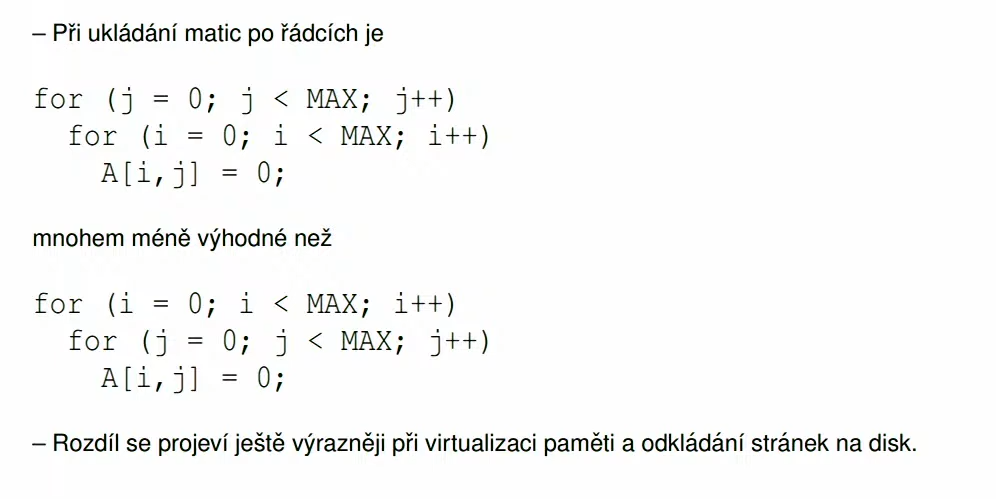 – Při ukládání matic po řádcích je
for (j = 0; j < MAX; j++)
for (i = 0; i < MAX; i++)
A[i,j] = 0;
mnohem méně výhodné než
for (i = 0; i < MAX; i++)
for (j = 0; j < MAX; j++)
A[i,j] = 0;
– Rozdíl se projeví ještě výrazněji při virtualizaci paměti a odkládání stránek na disk.